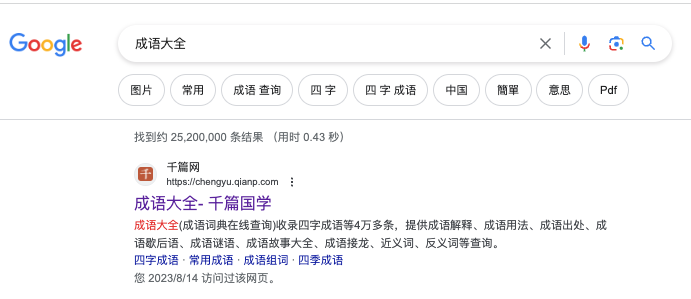 Google
成语大全
图片 常用 成语 查询 四 字 四 字 成语 中国 簡單 意思 Pdf
找到约 25,200,000 条结果 （用时 0.43 秒）
千
千篇网
https://chengyu.qianp.com
成语大全- 千篇国学
成语大全(成语词典在线查询)收录四字成语等4万多条，提供成语解释、成语用法、成语出处、成
语歇后语、成语谜语、成语故事大全、成语接龙、近义词、反义词等查询。
四字成语 · 常用成语 · 成语组词 · 四季成语
您 2023/8/14 访问过该网页。